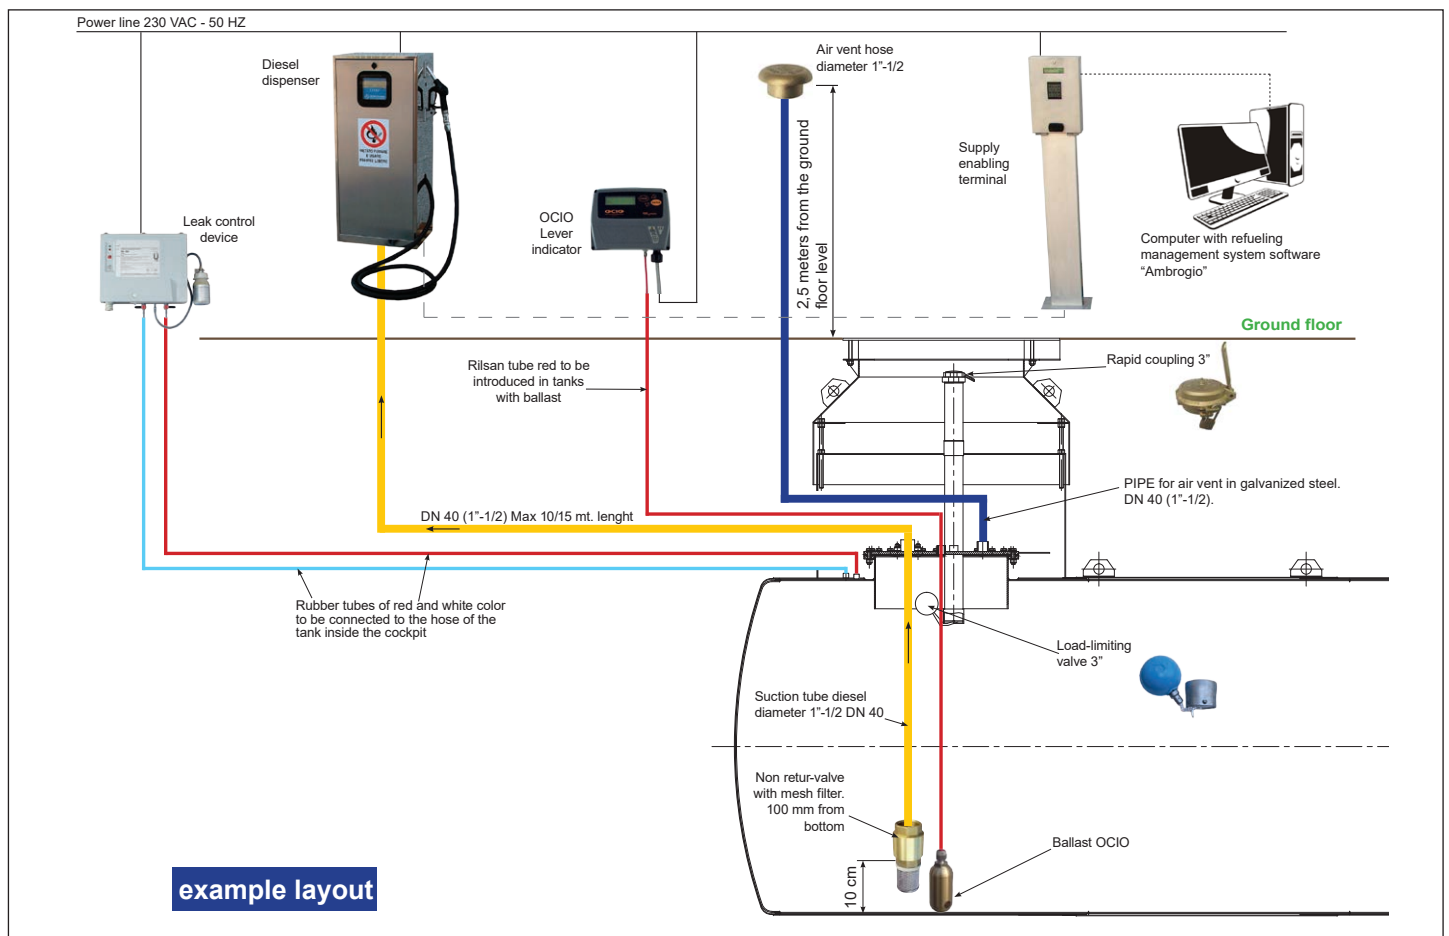 Power line 230 VAC - 50 HZ
Diesel
dispenser
Air vent hose
diameter 1”-1/2
Supply
enabling
terminal
Leak control
device
OCIO
Lever
indicator
OCIO
2,5 meters from the ground
floor level
Computer with refueling
management system software
“Ambrogio”
Ground floor
Rilsan tube red to be
introduced in tanks
with ballast
Rapid coupling 3”
PIPE for air vent in galvanized steel.
DN 40 (1”-1/2).
DN 40 (1”-1/2) Max 10/15 mt. lenght
Rubber tubes of red and white color
to be connected to the hose of the
tank inside the cockpit
Load-limiting
valve 3”
Suction tube diesel
diameter 1”-1/2 DN 40
Non retur-valve
with mesh filter.
100 mm from
bottom
Ballast OCIO
10 cm
example layout